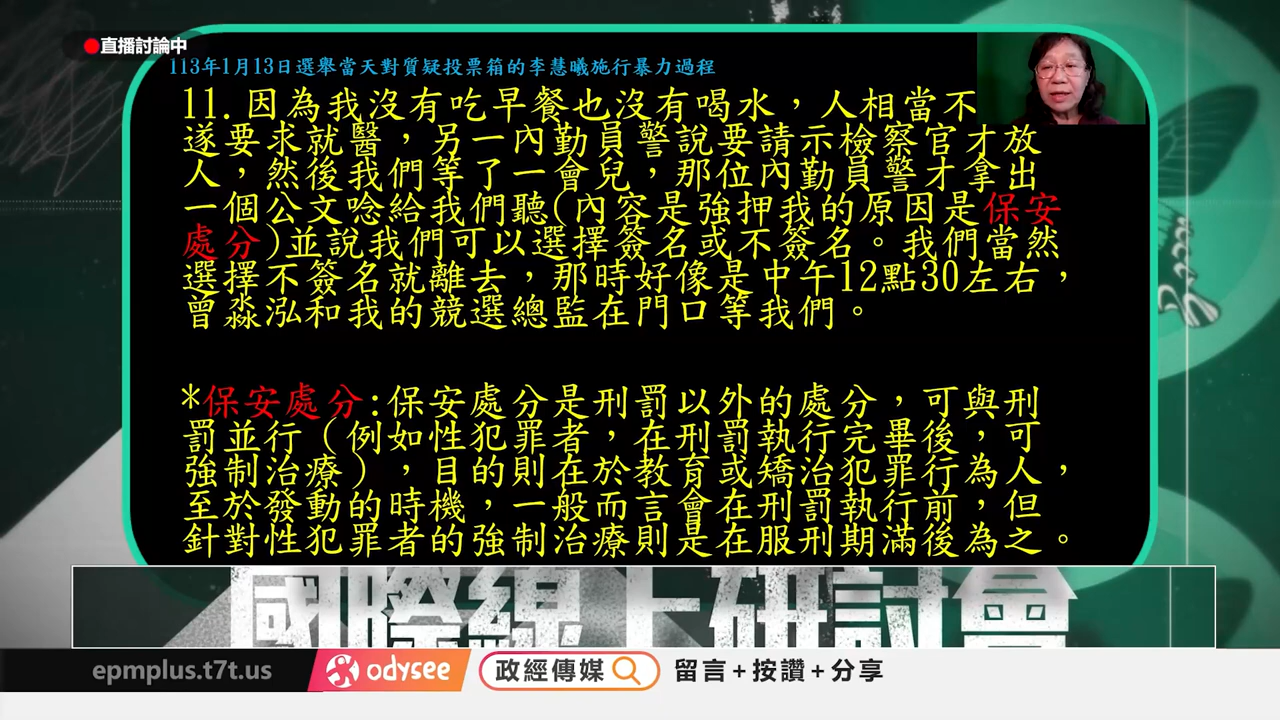 直播討論中
113年1月13日選舉當天對質疑投票箱的李慧曦施行暴力過程
11.因為我沒有吃早餐也沒有喝水，人相當不
遂要求就醫，另一內勤員警說要請示檢察官才放
人，然後我們等了一會兒，那位內勤員警才拿出
一個公文唸給我們聽(內容是強押我的原因是保安
處分)並說我們可以選擇簽名或不簽名。我們當然
選擇不簽名就離去，那時好像是中午12點30左右，
曾淼泓和我的競選總監在門口等我們。
*保安處分:保安處分是刑罰以外的處分，可與刑
罰並行（例如性犯罪者，在刑罰執行完畢後，可
強制治療），目的則在於教育或矯治犯罪行為人，
至於發動的時機，一般而言會在刑罰執行前，但
針對性犯罪者的強制治療則是在服刑期滿後為之。
國際線上研討會
epmplus.t7t.us
odysee
政經傳媒
留言+按讚+分享